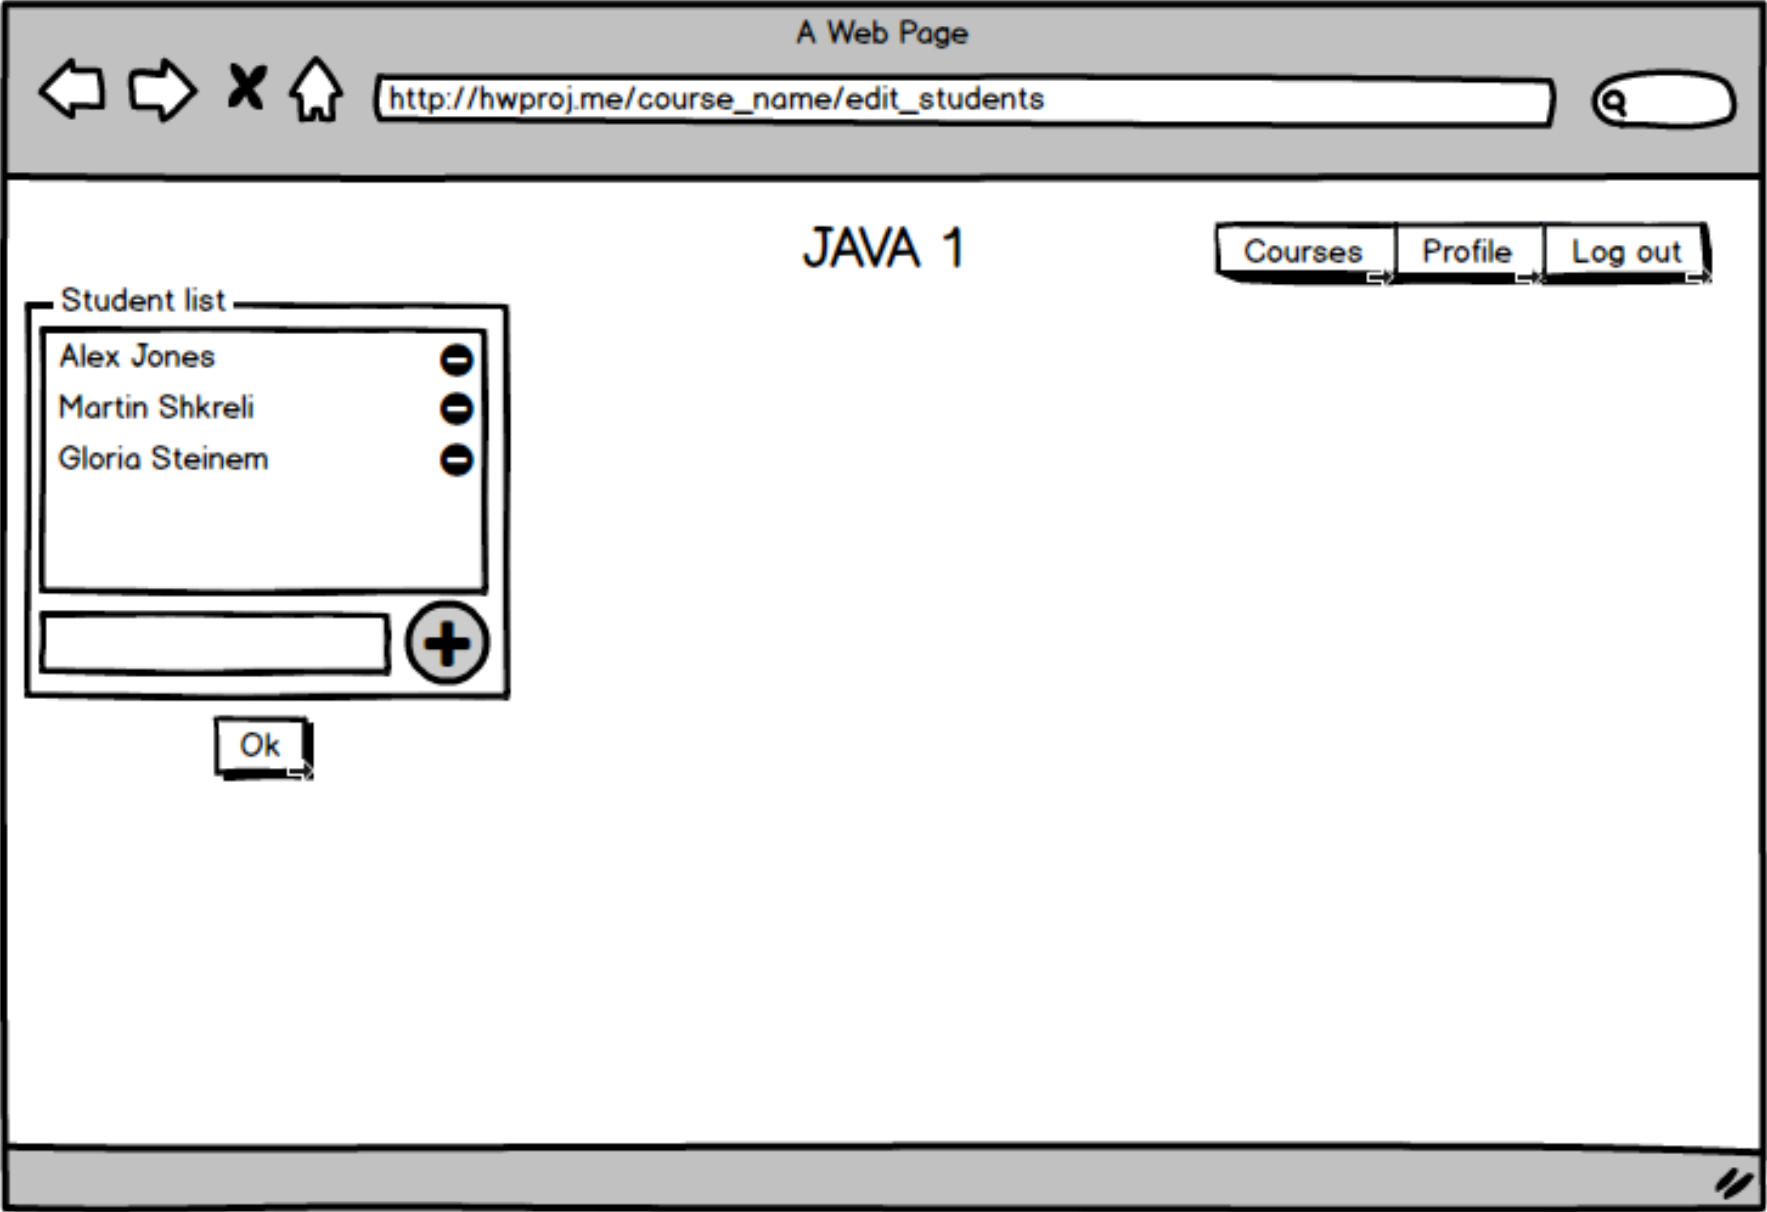 A Web Page
http://hwproj.me/course_name/edit_students
JAVA 1
Courses Profile Log out
Student list
Alex Jones
Martin Shkreli
Gloria Steinem
Ok